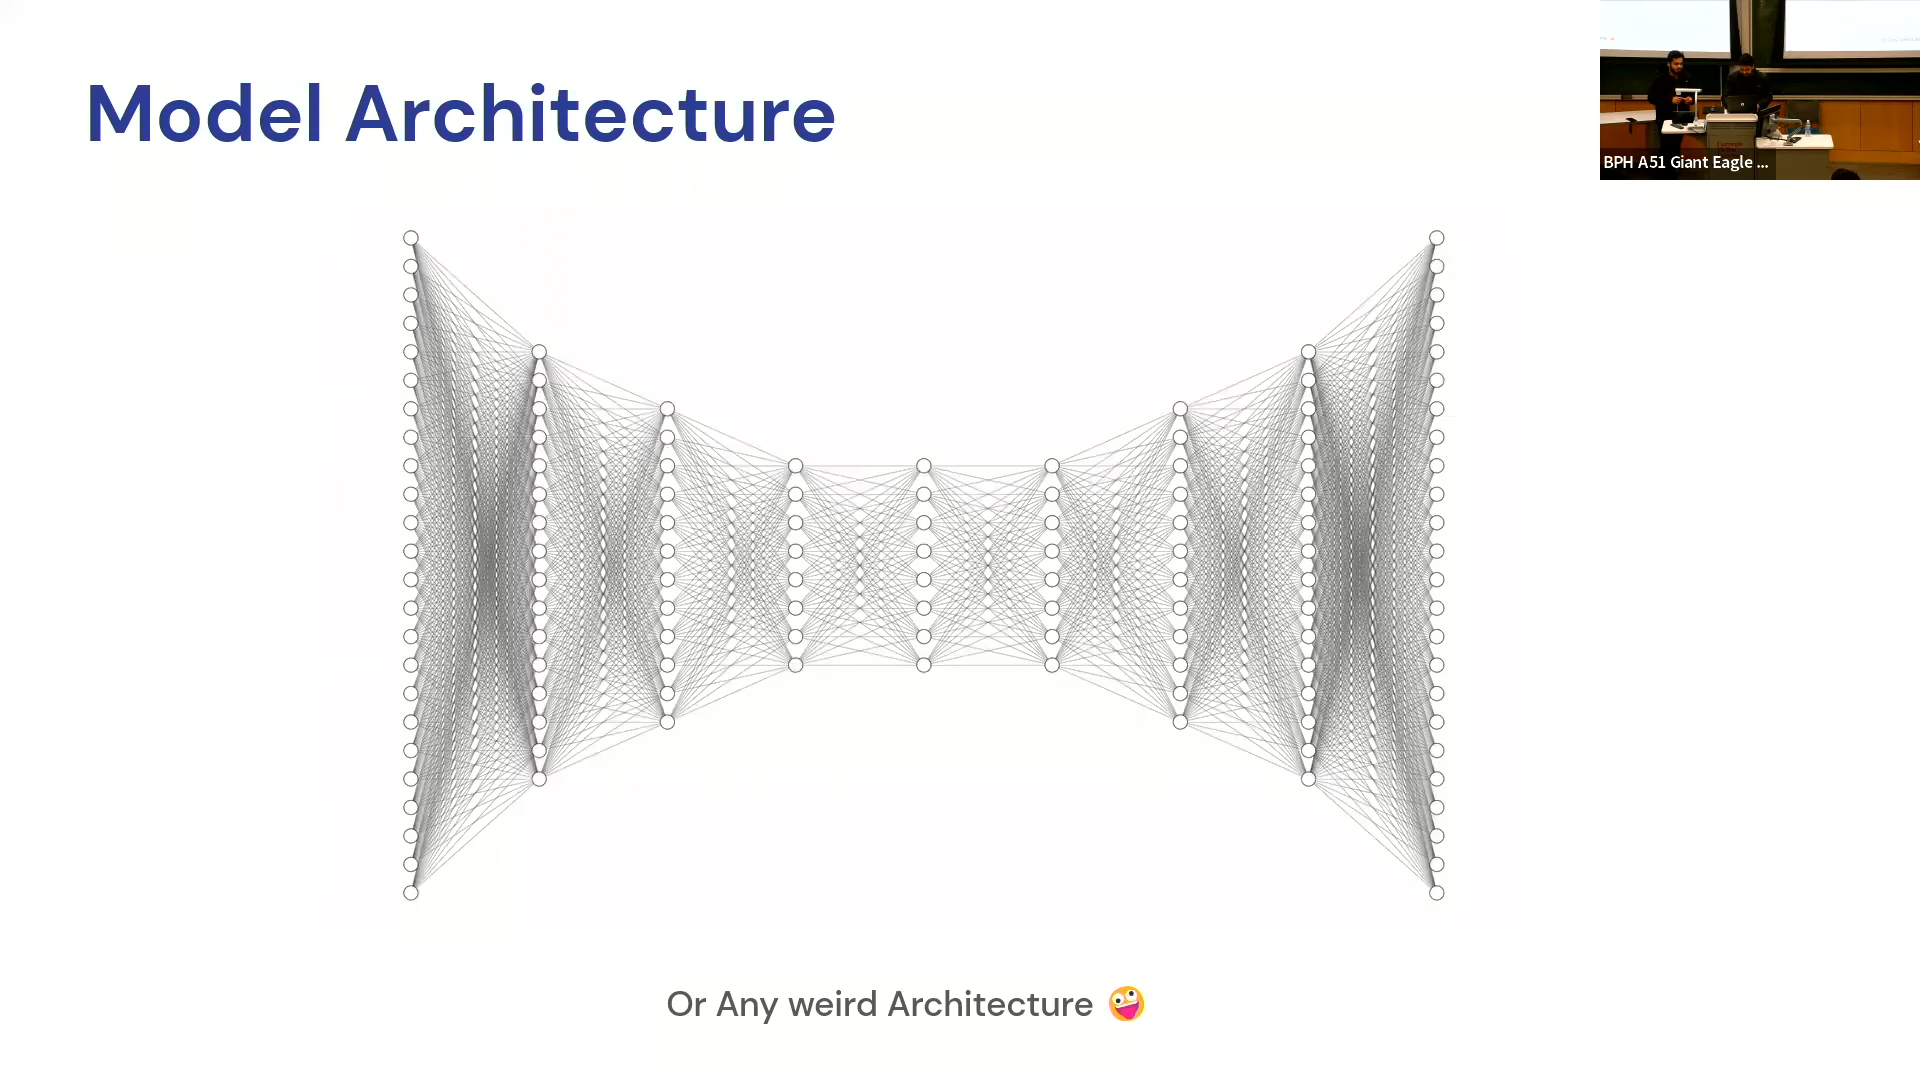 Model Architecture
BPH A51 Giant Eagle ...
Or Any weird Architecture 🤪